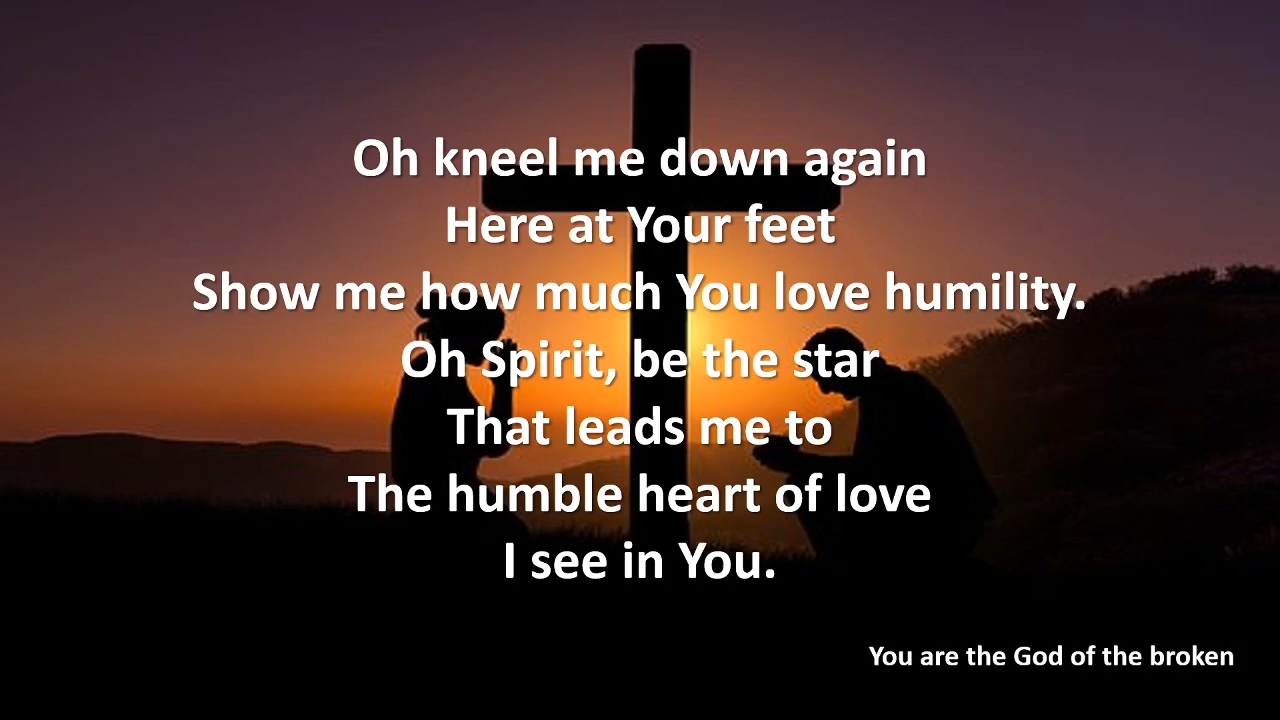 Oh kneel me down again
Here at Your feet
Show me how much You love humility.
Oh Spirit, be the star
That leads me to
The humble heart of love
I see in You.
You are the God of the broken